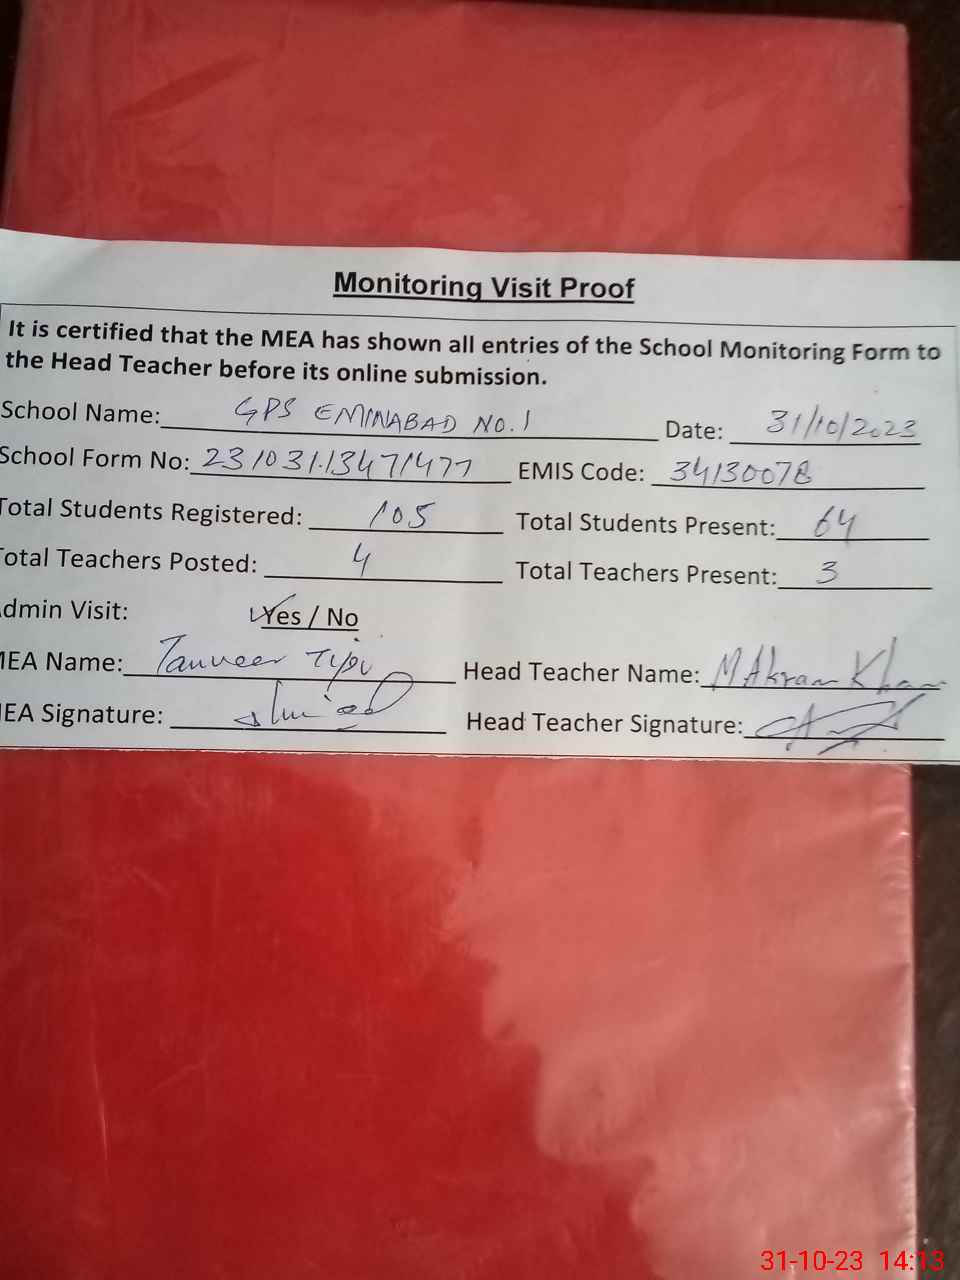 Monitoring Visit Proof
It is certified that the MEA has shown all entries of the School Monitoring Form to
the Head Teacher before its online submission.
School Name: GPS EMINABAD NO.1 Date: 31/10/2023
School Form No: 231031.13471477 EMIS Code: 34130078
Total Students Registered: 105 Total Students Present: 64
Total Teachers Posted: 4 Total Teachers Present: 3
dmin Visit: Yes / No
MEA Name: Tanveer Tipu Head Teacher Name: M Akram Khan
MEA Signature: Head Teacher Signature:
31-10-23 14:13